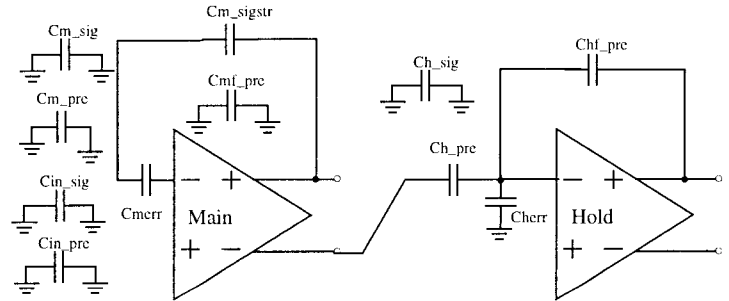 Cm_sigstr
Cm_sig
Chf_pre
Cmf_pre
Ch_sig
Cm_pre
Ch_pre
− +
− +
Cin_sig
Cmerr
Main
Cherr
Hold
Cin_pre
+ −
+ −